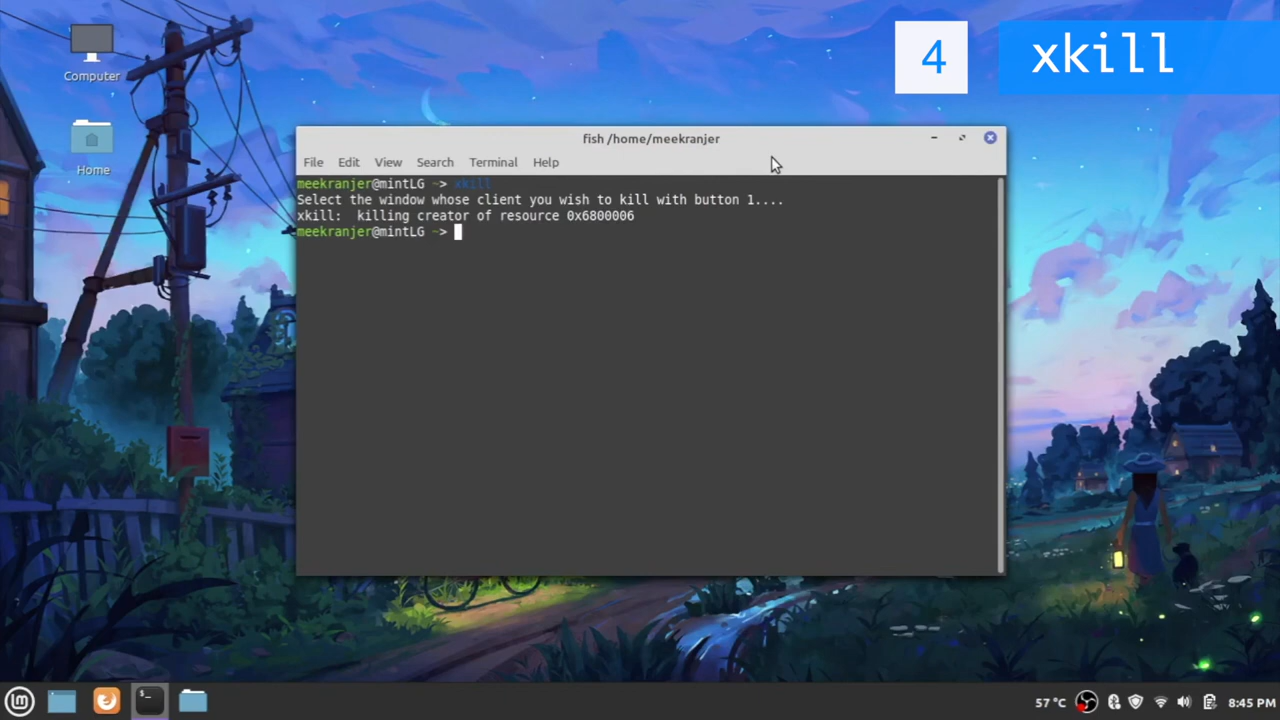 4 xkill
Computer
Home
fish /home/meekranjer
File Edit View Search Terminal Help
meekranjer@mintLG ~> xkill
Select the window whose client you wish to kill with button 1....
xkill:  killing creator of resource 0x6800006
meekranjer@mintLG ~>
57 °C 8:45 PM